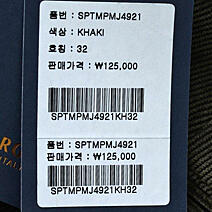 품번 : SPTMPMJ4921
색상 : KHAKI
호칭 : 32
판매가격 : ₩125,000
SPTMPMJ4921KH32
품번 : SPTMPMJ4921
판매가격 : ₩125,000
SPTMPMJ4921KH32